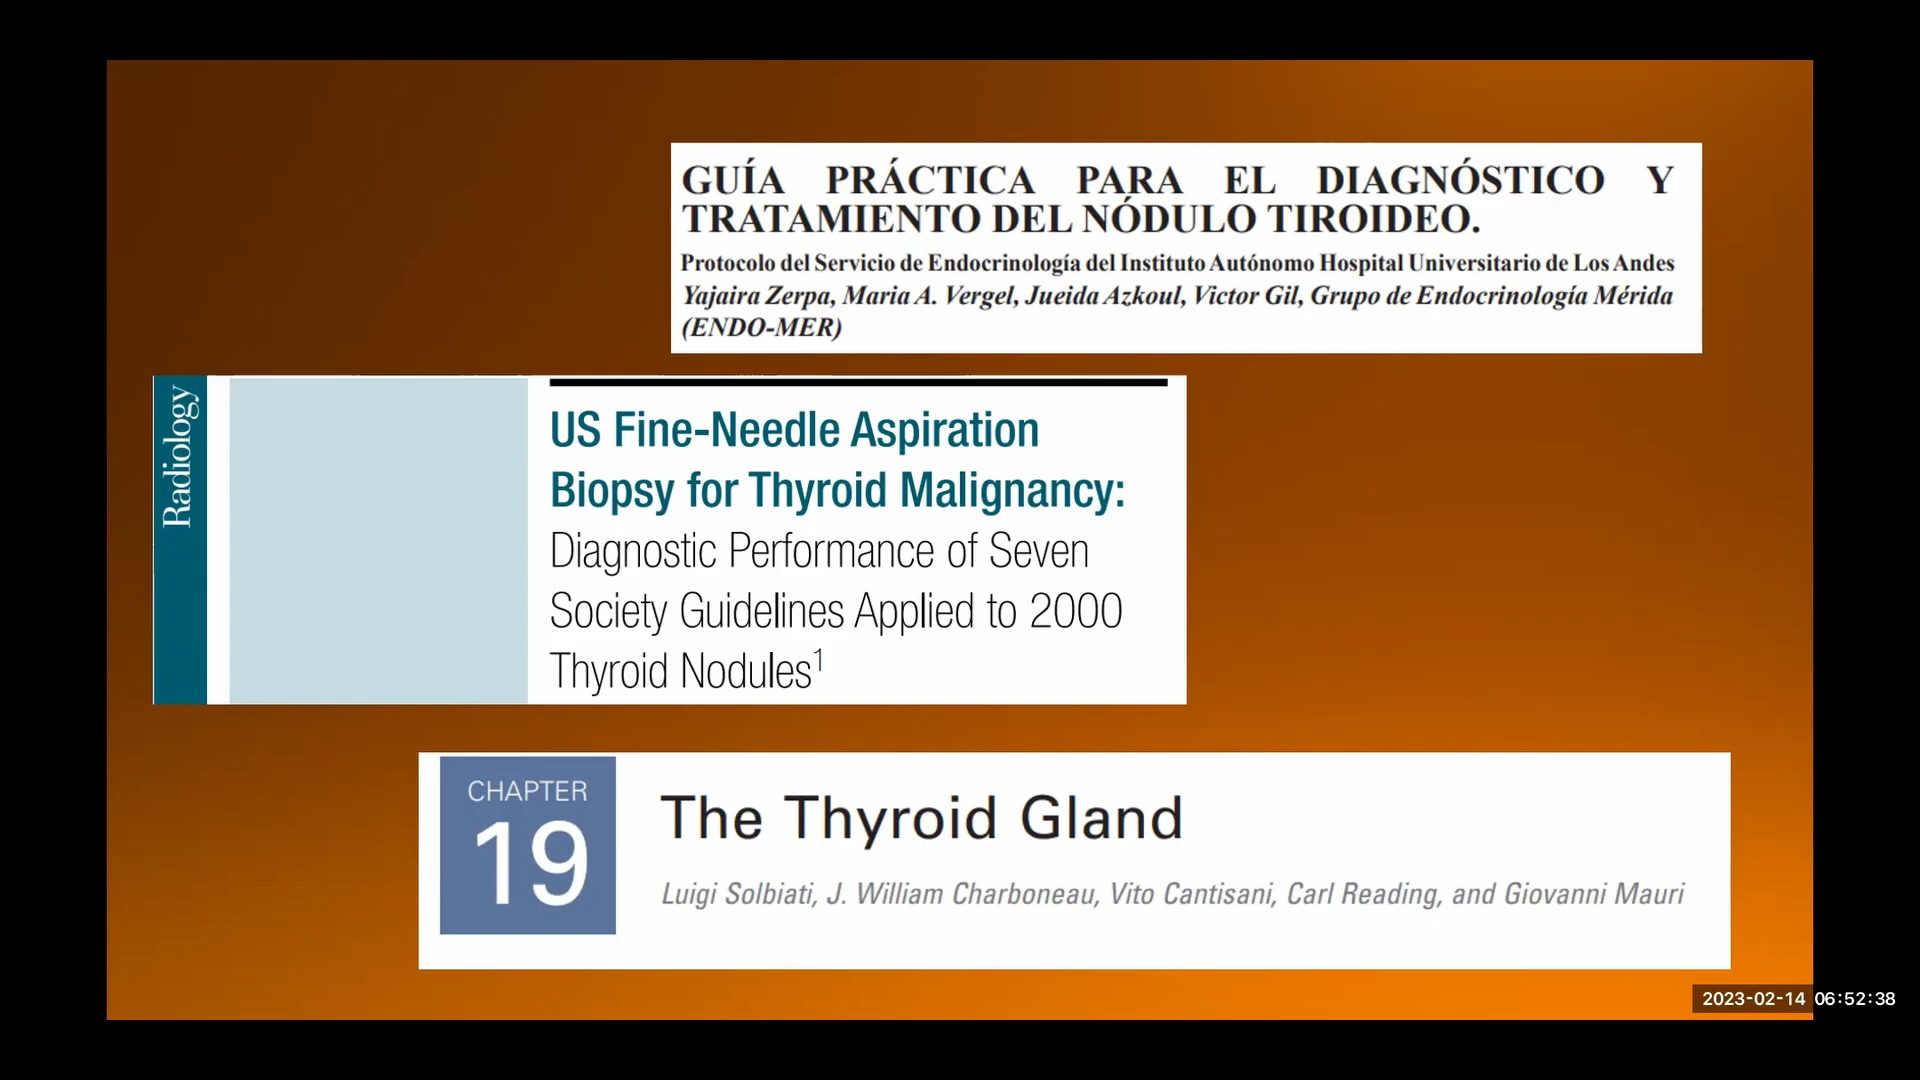 GUÍA PRÁCTICA PARA EL DIAGNÓSTICO Y
TRATAMIENTO DEL NÓDULO TIROIDEO.
Protocolo del Servicio de Endocrinología del Instituto Autónomo Hospital Universitario de Los Andes
Yajaira Zerpa, Maria A. Vergel, Jueida Azkoul, Victor Gil, Grupo de Endocrinología Mérida
(ENDO-MER)
Radiology
US Fine-Needle Aspiration
Biopsy for Thyroid Malignancy:
Diagnostic Performance of Seven
Society Guidelines Applied to 2000
Thyroid Nodules¹
CHAPTER
19
The Thyroid Gland
Luigi Solbiati, J. William Charboneau, Vito Cantisani, Carl Reading, and Giovanni Mauri
2023-02-14 06:52:38